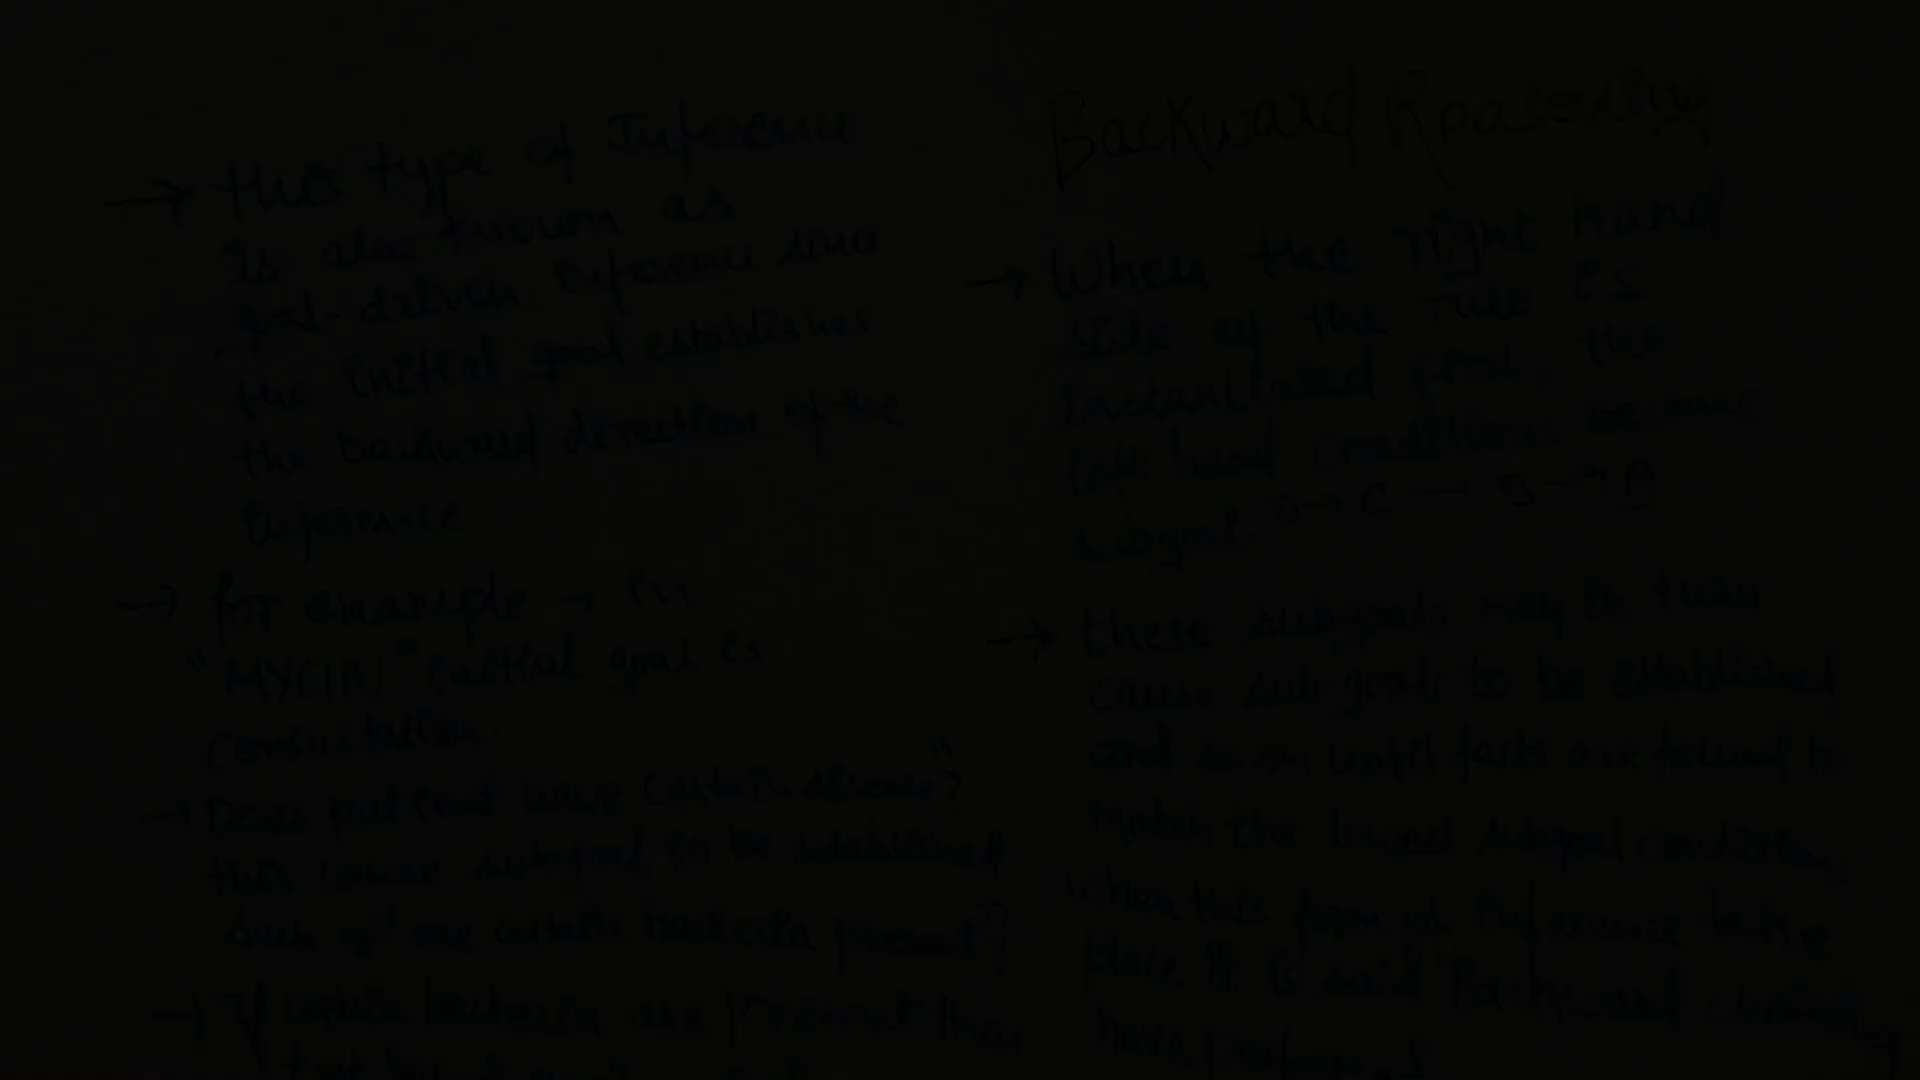 Backward Reasoning
→ When the right hand
side of the rule is
instantiated first, the
left hand conditions become
subgoal. D → C — B → A
→ these subgoals may in turn
cause sub-goals to be established
and so on until facts are found to
match the lowest subgoal conditions
when this form of inference take
place it is said Backward chaining
have performed
→ this type of Inference
is also known as
goal-driven inference since
the initial goal establishes
the backward direction of the
inference
→ for example → in
"MYCIN" initial goal is
consultation
→ Does patient have certain disease"?
this cause subgoal to be established
such as "are certain bacteria present"?
→ If certain bacteria are present then